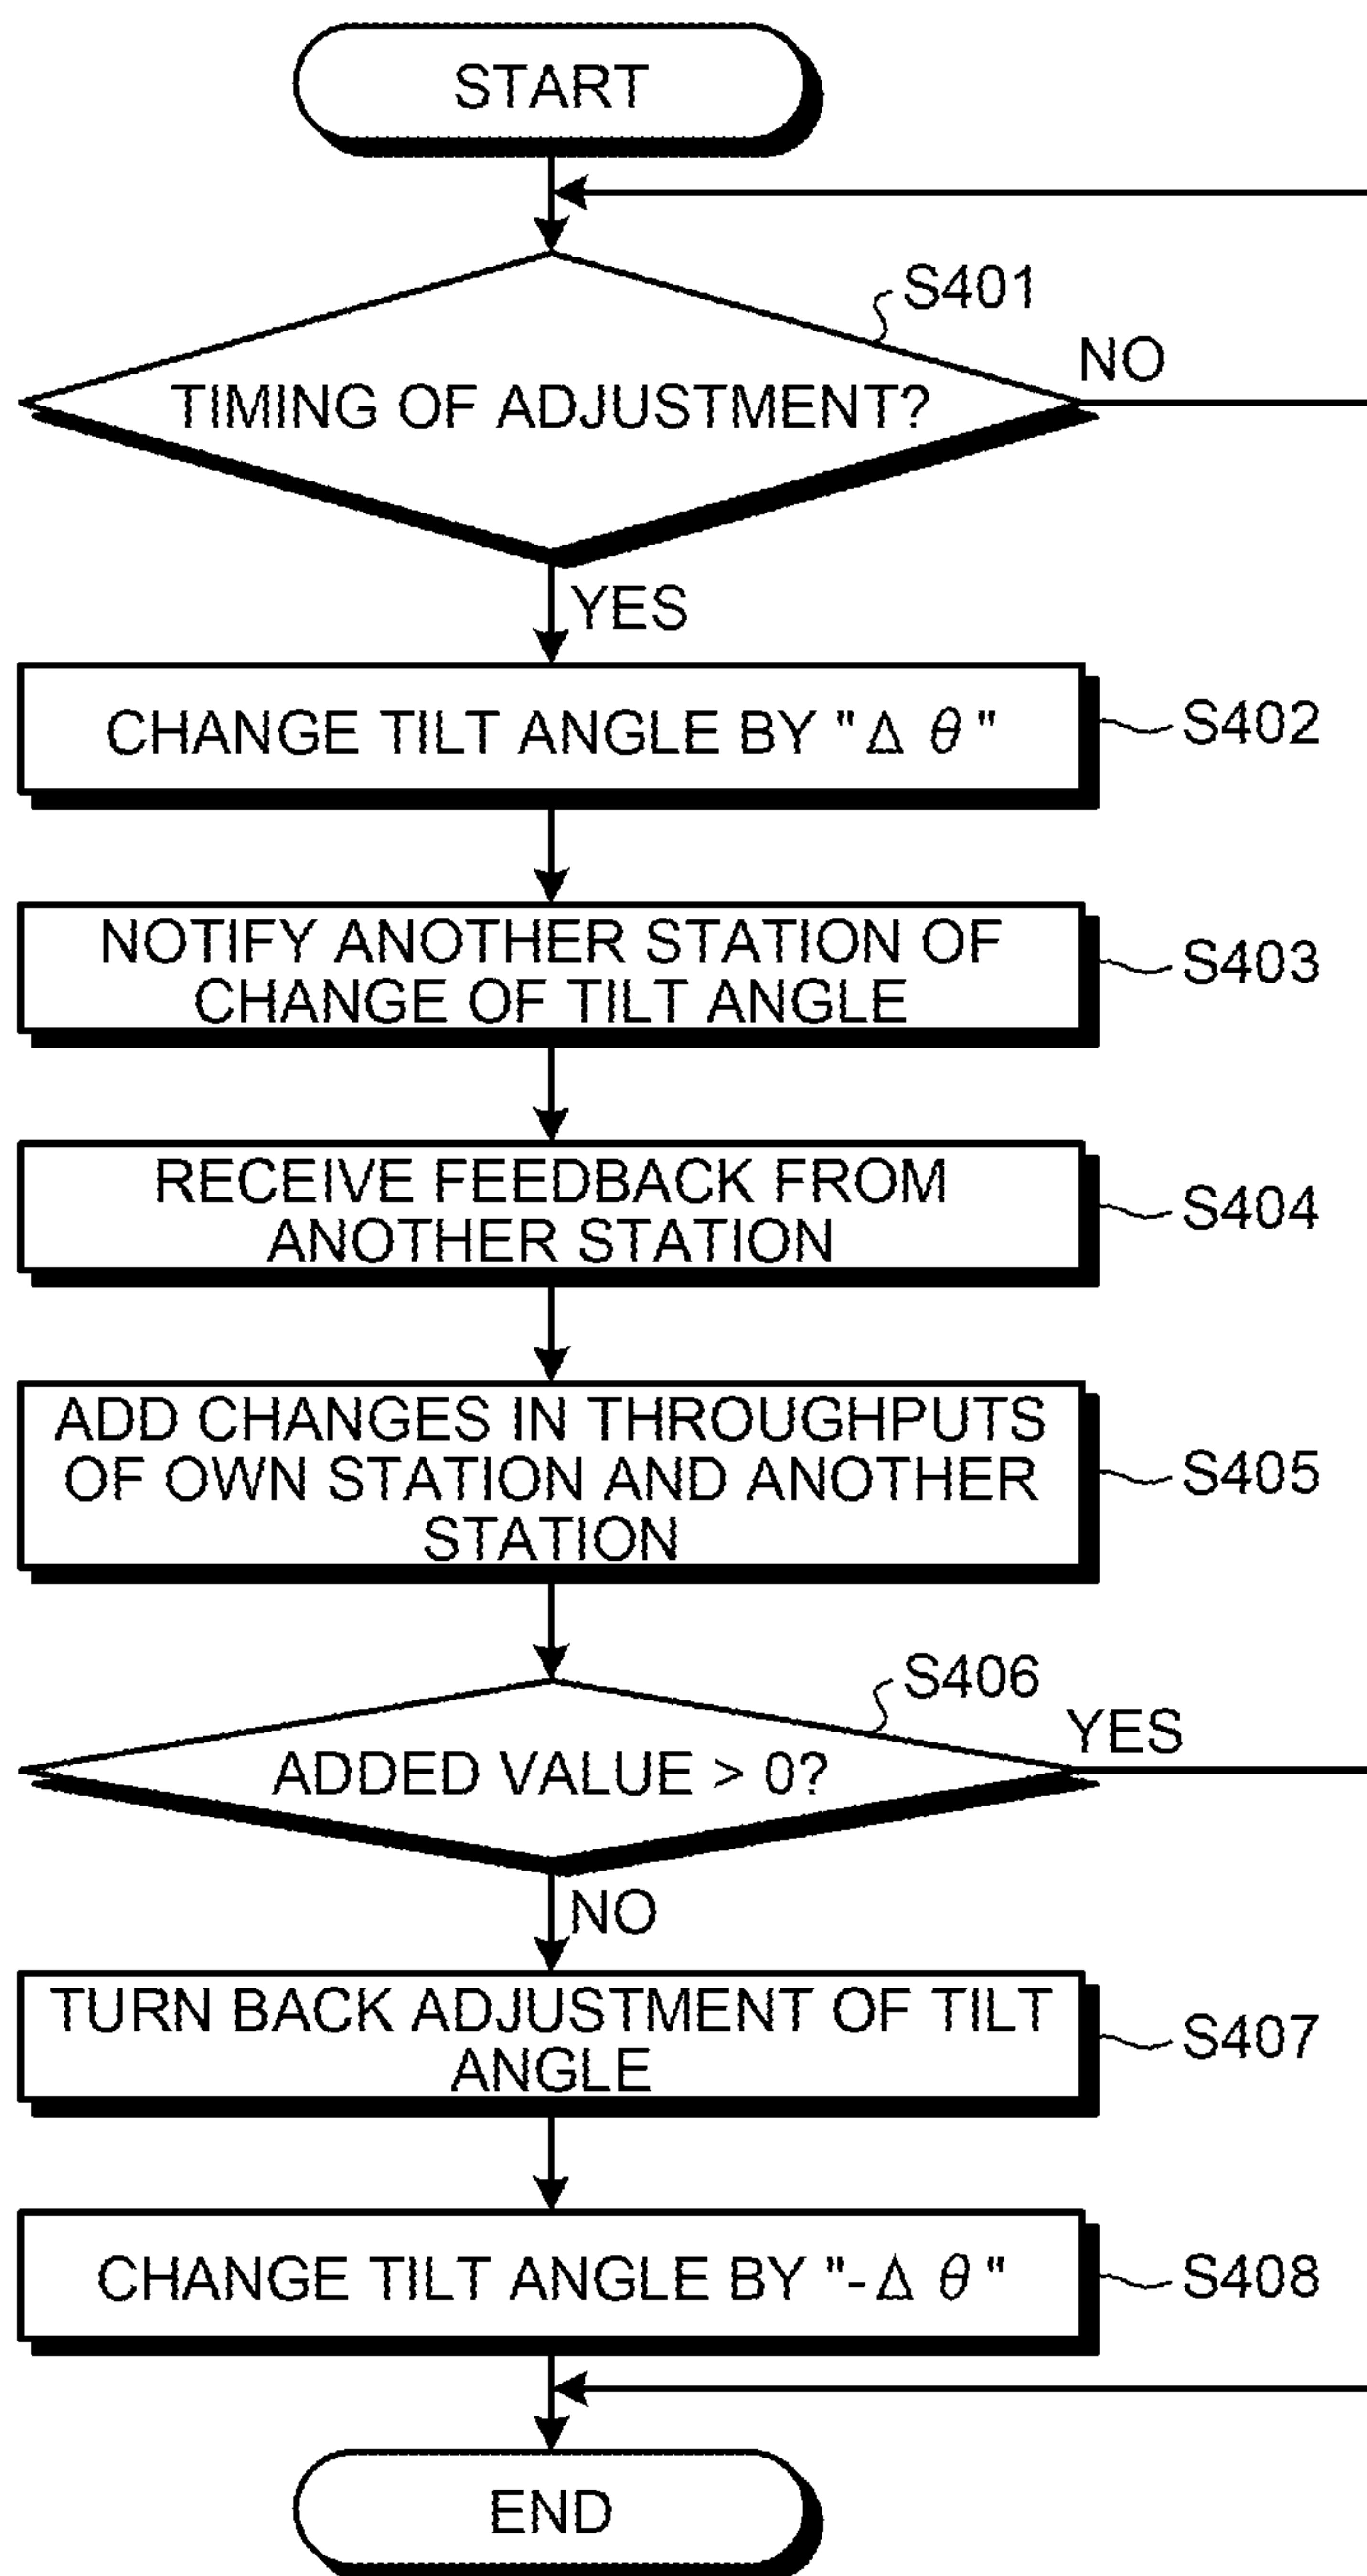 START
S401
TIMING OF ADJUSTMENT?
NO
YES
CHANGE TILT ANGLE BY "Δ θ"
S402
NOTIFY ANOTHER STATION OF
CHANGE OF TILT ANGLE
S403
RECEIVE FEEDBACK FROM
ANOTHER STATION
S404
ADD CHANGES IN THROUGHPUTS
OF OWN STATION AND ANOTHER
STATION
S405
S406
ADDED VALUE > 0?
YES
NO
TURN BACK ADJUSTMENT OF TILT
ANGLE
S407
CHANGE TILT ANGLE BY "-Δ θ"
S408
END